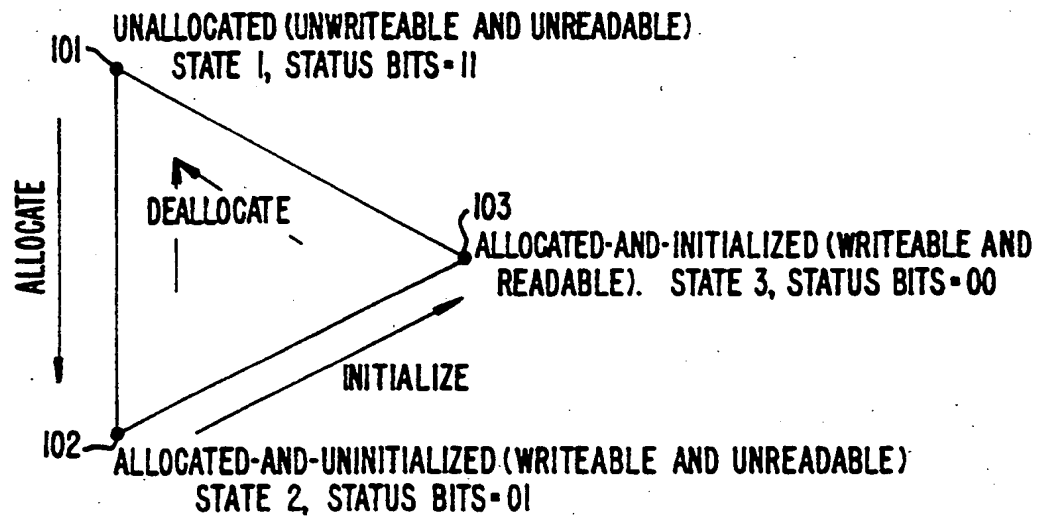 UNALLOCATED (UNWRITEABLE AND UNREADABLE)
101
STATE 1, STATUS BITS=11
ALLOCATE
DEALLOCATE
103
ALLOCATED-AND-INITIALIZED (WRITEABLE AND
READABLE). STATE 3, STATUS BITS=00
INITIALIZE
102
ALLOCATED-AND-UNINITIALIZED (WRITEABLE AND UNREADABLE)
STATE 2, STATUS BITS=01